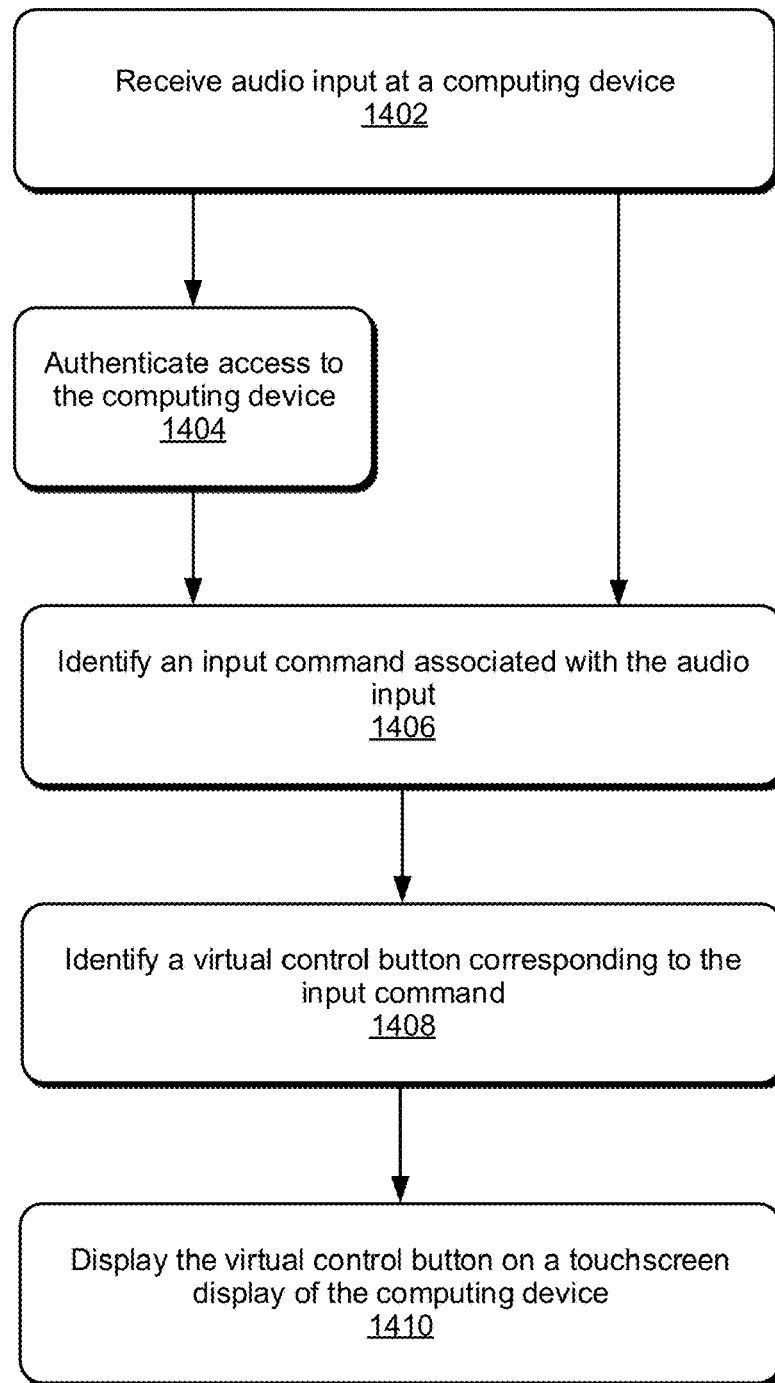 Receive audio input at a computing device
1402
Authenticate access to
the computing device
1404
Identify an input command associated with the audio
input
1406
Identify a virtual control button corresponding to the
input command
1408
Display the virtual control button on a touchscreen
display of the computing device
1410